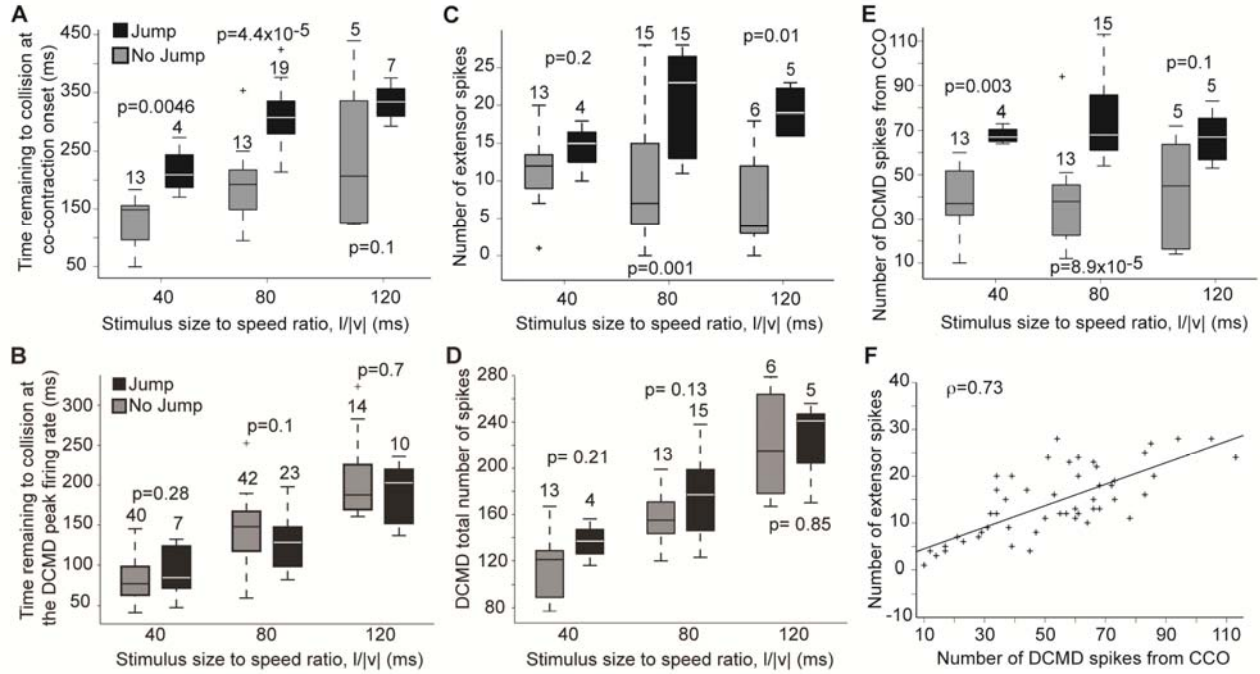 A
Time remaining to collision at
co-contraction onset (ms)
450
350
250
150
50
Jump
No Jump
p=0.0046
p=4.4x10-5
p=0.1
13
4
13
19
5
7
40
80
120
Stimulus size to speed ratio, l/|v| (ms)
C
Number of extensor spikes
30
25
20
15
10
5
0
p=0.2
p=0.001
p=0.01
13
4
15
15
6
5
40
80
120
Stimulus size to speed ratio, l/|v| (ms)
E
Number of DCMD spikes from CCO
110
90
70
50
30
10
p=0.003
p=8.9x10-5
p=0.1
13
4
13
15
5
5
40
80
120
Stimulus size to speed ratio, l/|v| (ms)
B
Time remaining to collision at
the DCMD peak firing rate (ms)
300
250
200
150
100
50
Jump
No Jump
p=0.28
p=0.1
p=0.7
40
7
42
23
14
10
40
80
120
Stimulus size to speed ratio, l/|v| (ms)
D
DCMD total number of spikes
280
240
200
160
120
80
p=0.21
p= 0.13
p= 0.85
13
4
13
15
6
5
40
80
120
Stimulus size to speed ratio, l/|v| (ms)
F
Number of extensor spikes
40
30
20
10
0
-10
ρ=0.73
10
30
50
70
90
110
Number of DCMD spikes from CCO